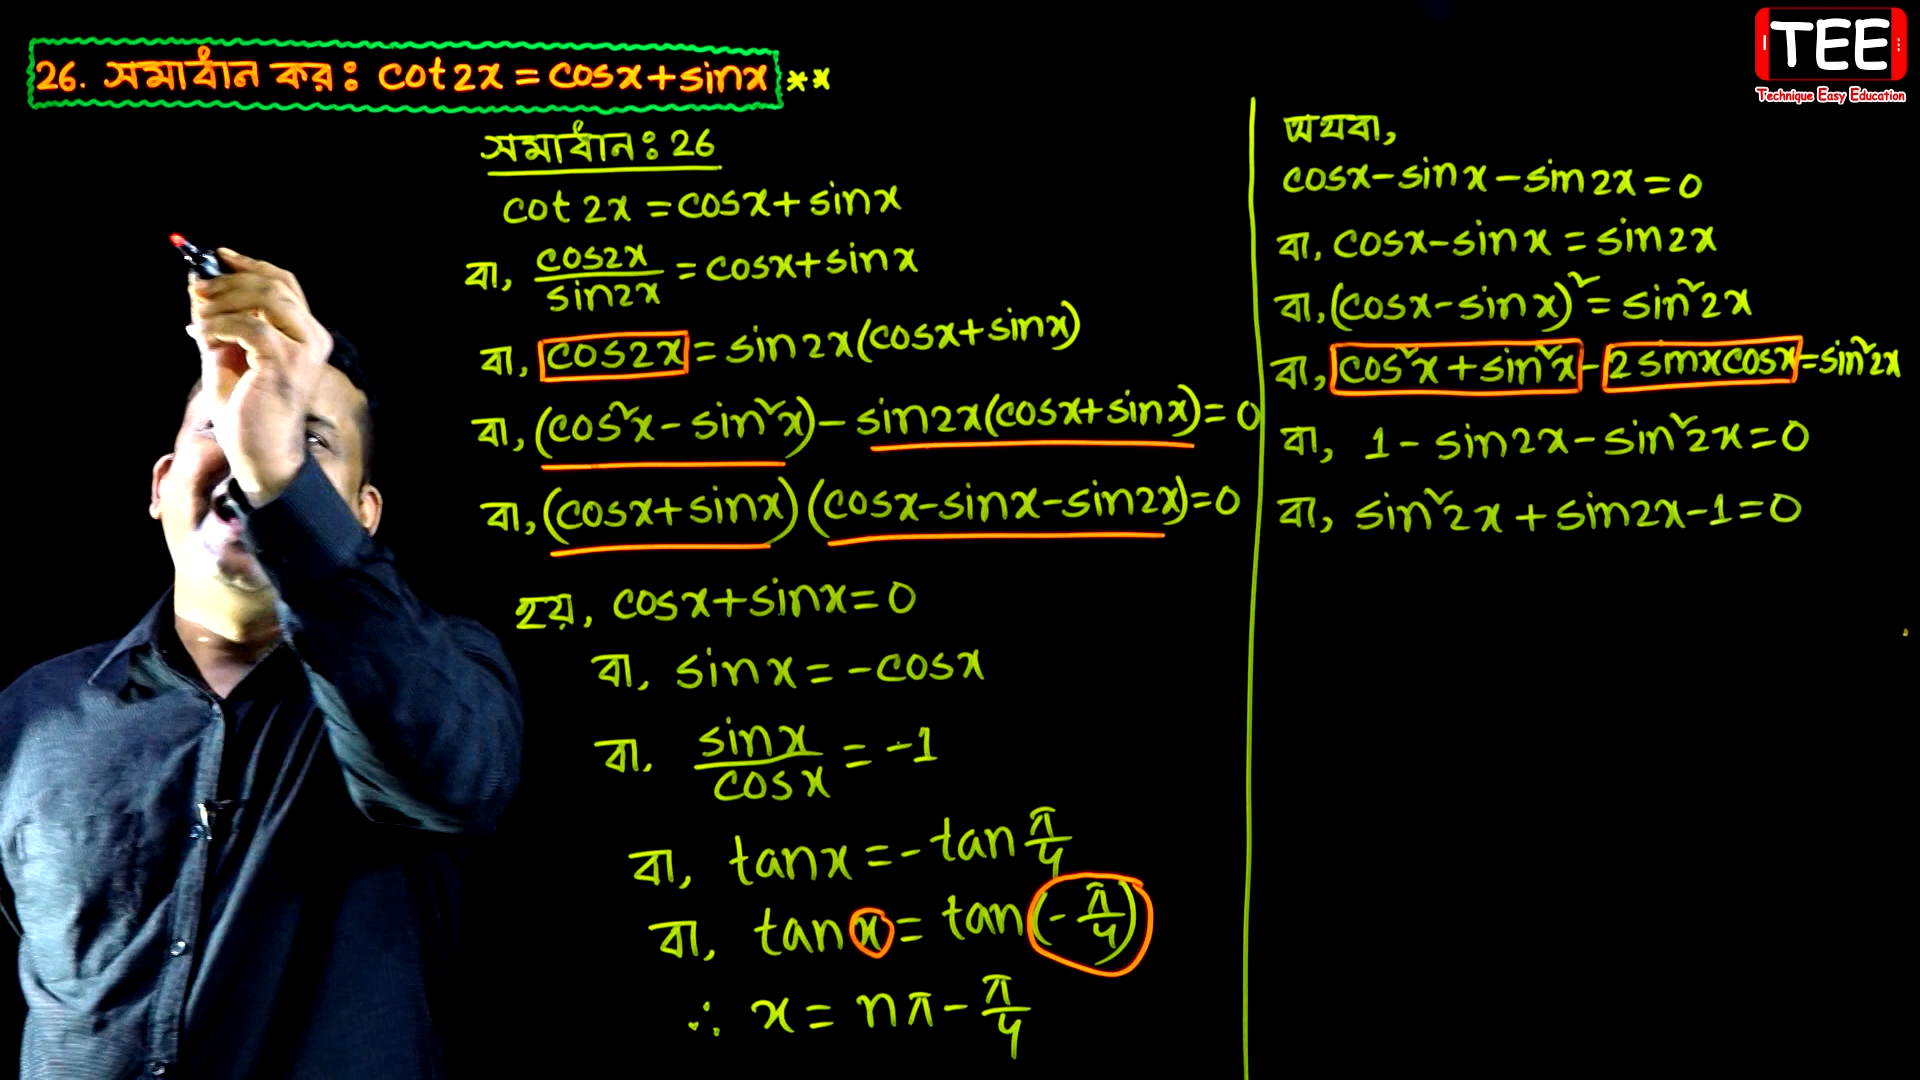 TEE
Technique Easy Education
26. সমাধান কর : cot2x = cosx+sinx **
সমাধান : 26
cot2x = cosx+sinx
বা, cos2x/sin2x = cosx+sinx
বা, cos2x = sin2x(cosx+sinx)
বা, (cos²x - sin²x) - sin2x(cosx+sinx) = 0
বা, (cosx+sinx)(cosx-sinx-sin2x)=0
হয়, cosx+sinx=0
বা, sinx = -cosx
বা, sinx/cosx = -1
বা, tanx = -tan π/4
বা, tanx = tan(-π/4)
∴ x = nπ - π/4
অথবা,
cosx-sinx-sin2x=0
বা, cosx-sinx = sin2x
বা, (cosx-sinx)² = sin²2x
বা, cos²x + sin²x - 2sinxcosx = sin²2x
বা, 1 - sin2x - sin²2x = 0
বা, sin²2x + sin2x - 1 = 0